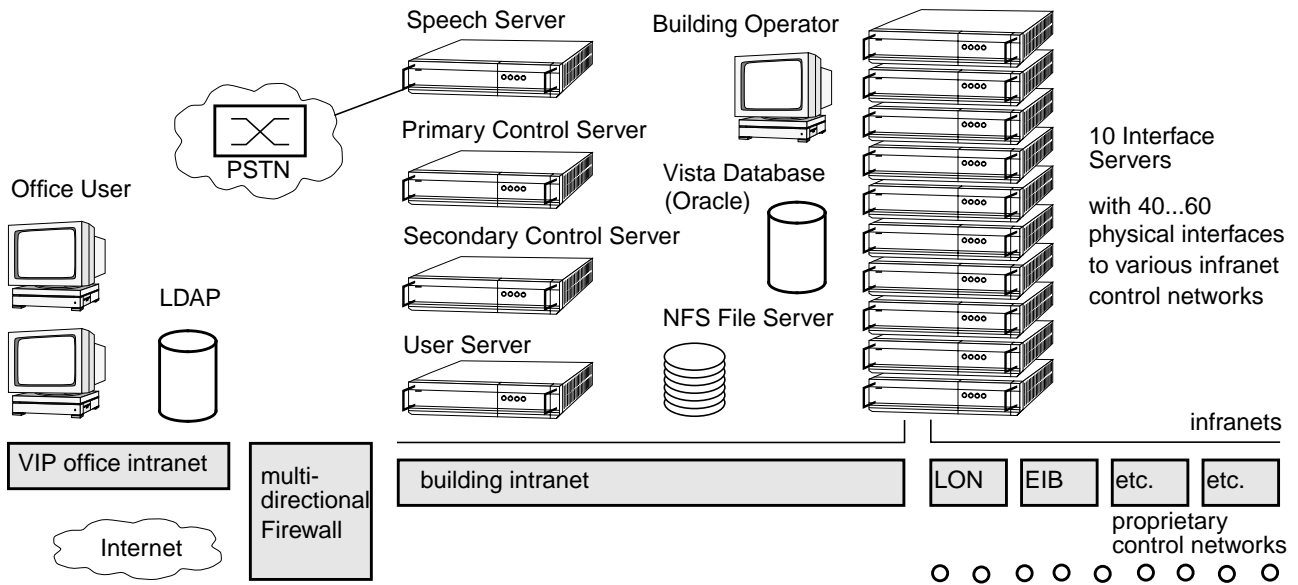 Speech Server
Building Operator
PSTN
Primary Control Server
10 Interface
Servers
Office User
Vista Database
(Oracle)
with 40...60
physical interfaces
to various infranet
control networks
Secondary Control Server
LDAP
NFS File Server
User Server
infranets
VIP office intranet
multi-
directional
Firewall
building intranet
LON
EIB
etc.
etc.
Internet
proprietary
control networks